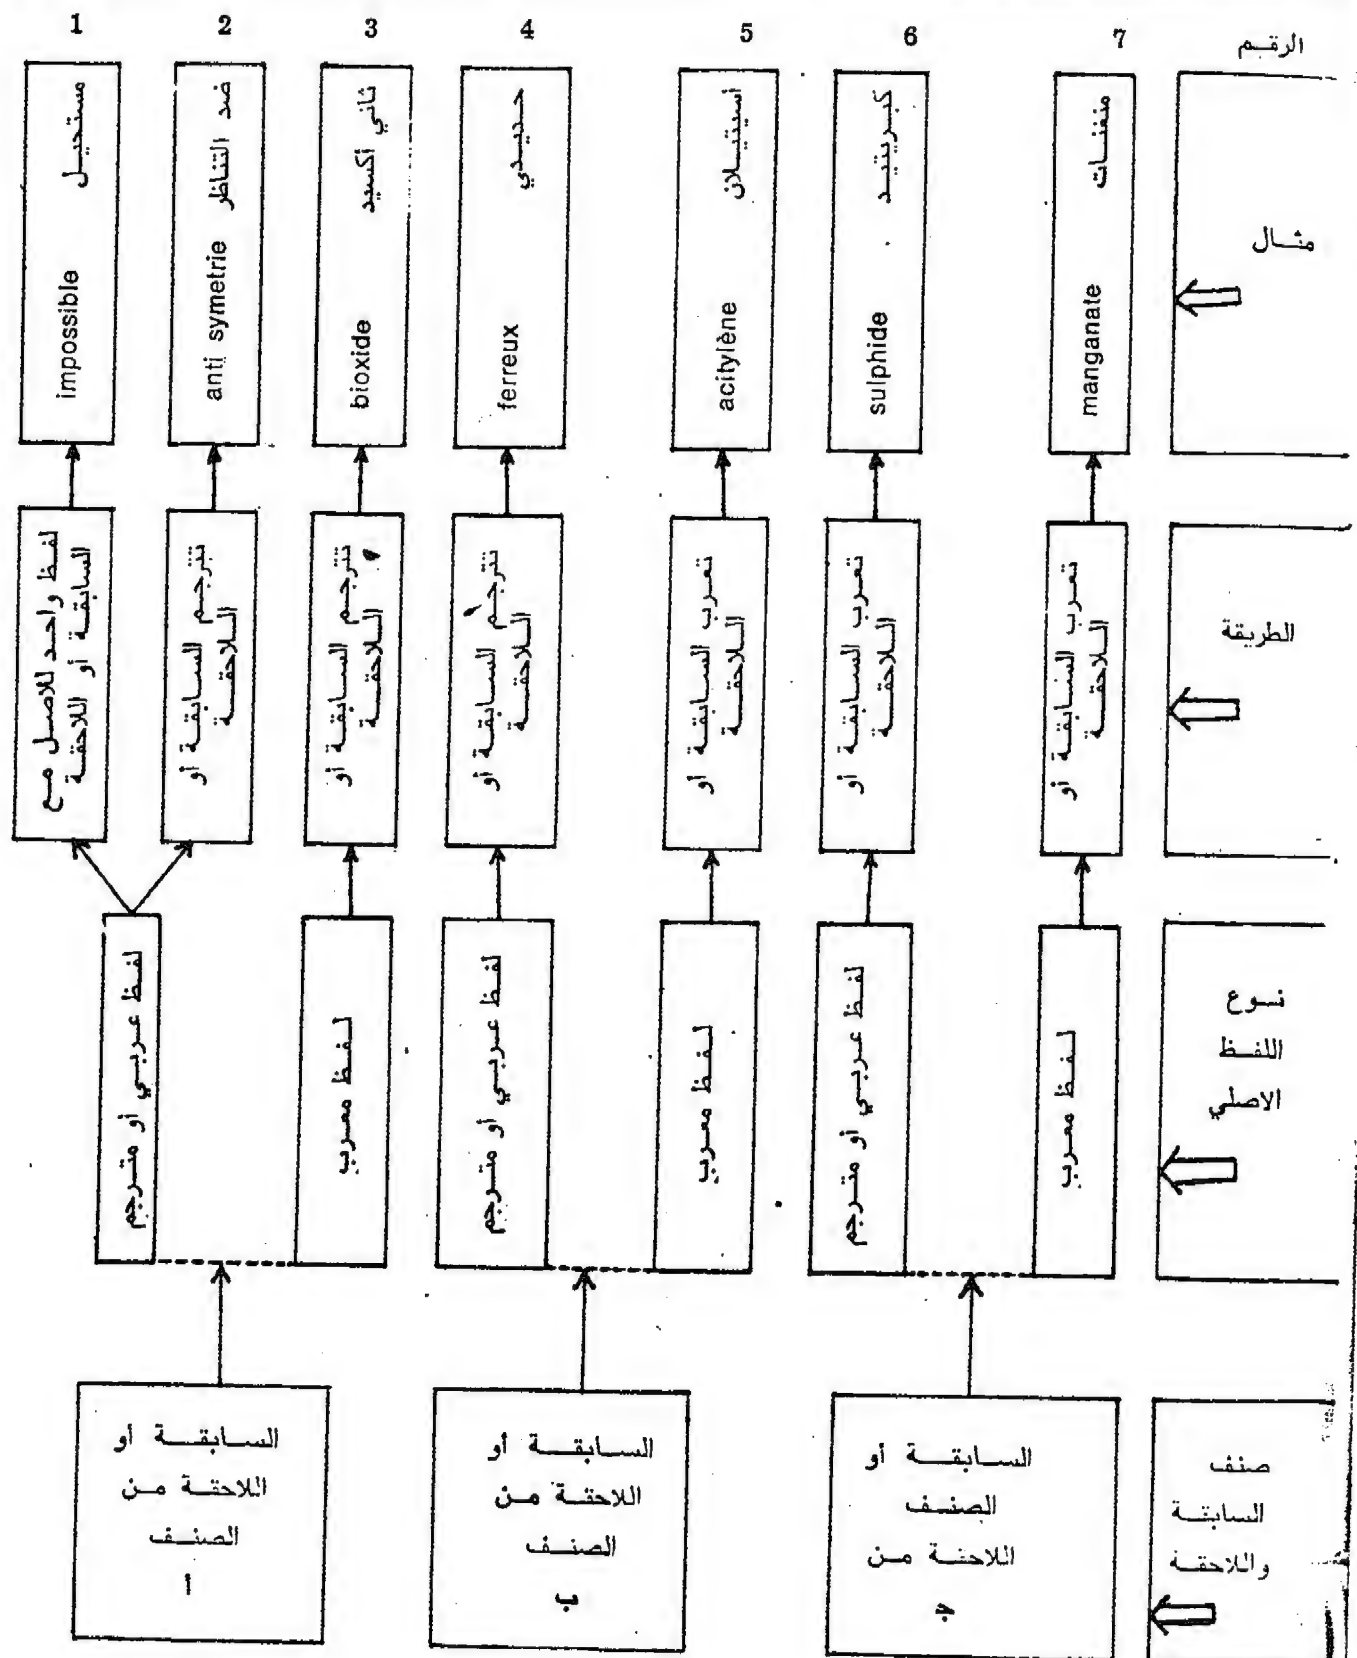 1 2 3 4 5 6 7 الرقم
impossible مستحيل
anti symetrie ضد التناظر
bioxide ثاني أكسيد
ferreux حديدي
acitylène أسيتيلان
sulphide كبريتيد
manganate منغنات
مثال
لفظ واحد للاصل مع
السابقة أو اللاحقة
تترجم السابقة أو
اللاحقة
تترجم السابقة أو
اللاحقة
تترجم السابقة أو
اللاحقة
تعرب السابقة أو
اللاحقة
تعرب السابقة أو
اللاحقة
تعرب السابقة أو
اللاحقة
الطريقة
لفظ عربي أو مترجم
لفظ معرب
لفظ عربي أو مترجم
لفظ معرب
لفظ عربي أو مترجم
لفظ معرب
نوع
اللفظ
الاصلي
السابقة أو
اللاحقة من
الصنف
أ
السابقة أو
اللاحقة من
الصنف
ب
السابقة أو
الصنف
اللاحقة من
ج
صنف
السابقة
واللاحقة